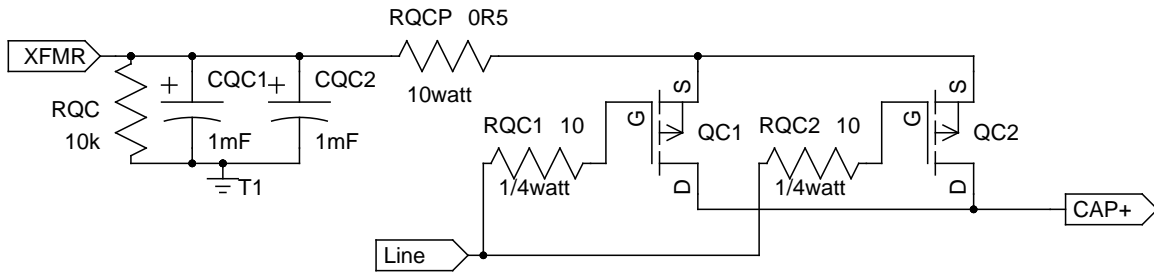 RQCP 0R5
XFMR
+
CQC1
+
CQC2
RQC
10k
10watt
1mF
1mF
T1
S
S
G
G
RQC1 10
QC1
RQC2 10
QC2
1/4watt
1/4watt
D
D
CAP+
Line